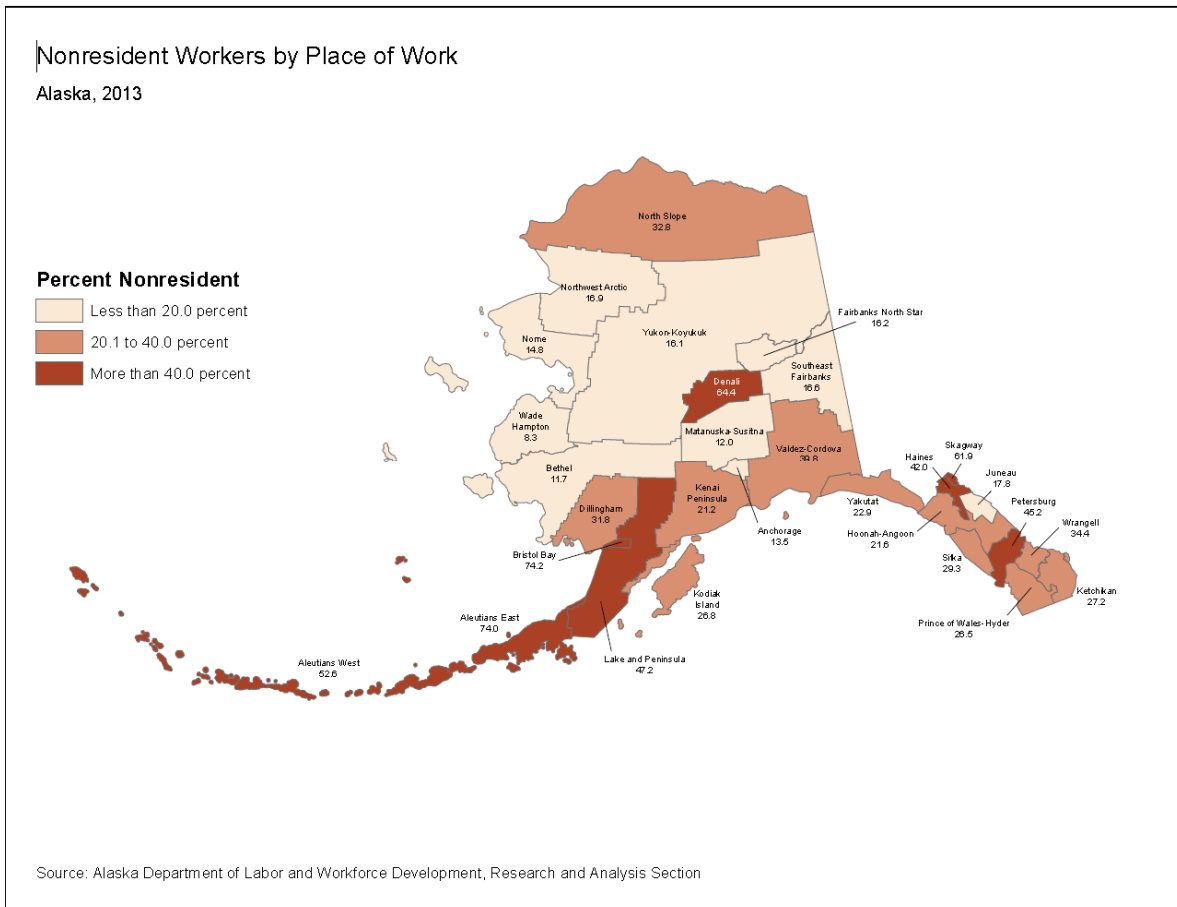 Nonresident Workers by Place of Work
Alaska, 2013
North Slope
32.8
Percent Nonresident
Less than 20.0 percent
20.1 to 40.0 percent
More than 40.0 percent
Northwest Arctic
16.9
Fairbanks North Star
16.2
Nome
14.8
Yukon-Koyukuk
16.1
Southeast
Fairbanks
16.6
Denali
64.4
Wade
Hampton
8.3
Matanuska-Susitna
12.0
Valdez-Cordova
39.8
Skagway
61.9
Haines
42.0
Juneau
17.8
Bethel
11.7
Kenai
Peninsula
21.2
Yakutat
22.9
Petersburg
45.2
Dillingham
31.8
Anchorage
13.5
Hoonah-Angoon
21.6
Wrangell
34.4
Bristol Bay
74.2
Sitka
29.3
Kodiak
Island
26.8
Ketchikan
27.2
Aleutians East
74.0
Prince of Wales-Hyder
26.5
Lake and Peninsula
47.2
Aleutians West
52.6
Source: Alaska Department of Labor and Workforce Development, Research and Analysis Section